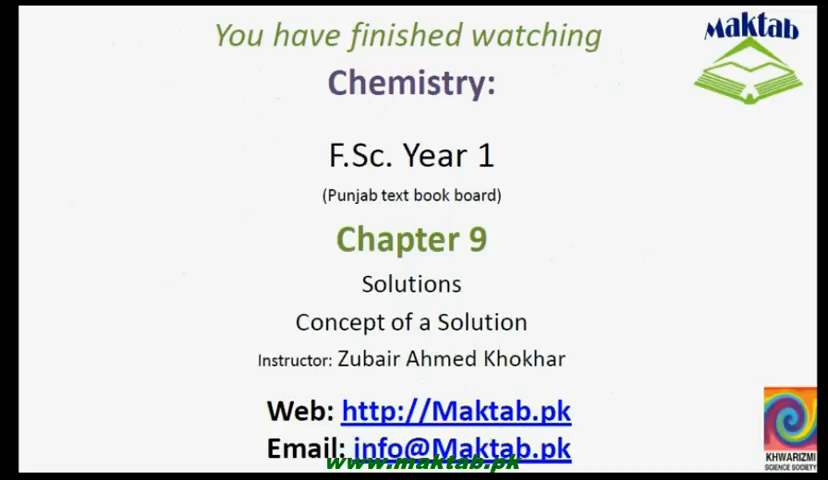 You have finished watching
Maktab
Chemistry:
F.Sc. Year 1
(Punjab text book board)
Chapter 9
Solutions
Concept of a Solution
Instructor: Zubair Ahmed Khokhar
Web: http://Maktab.pk
Email: info@Maktab.pk
www.maktab.pk
KHWARIZMI
SCIENCE SOCIETY